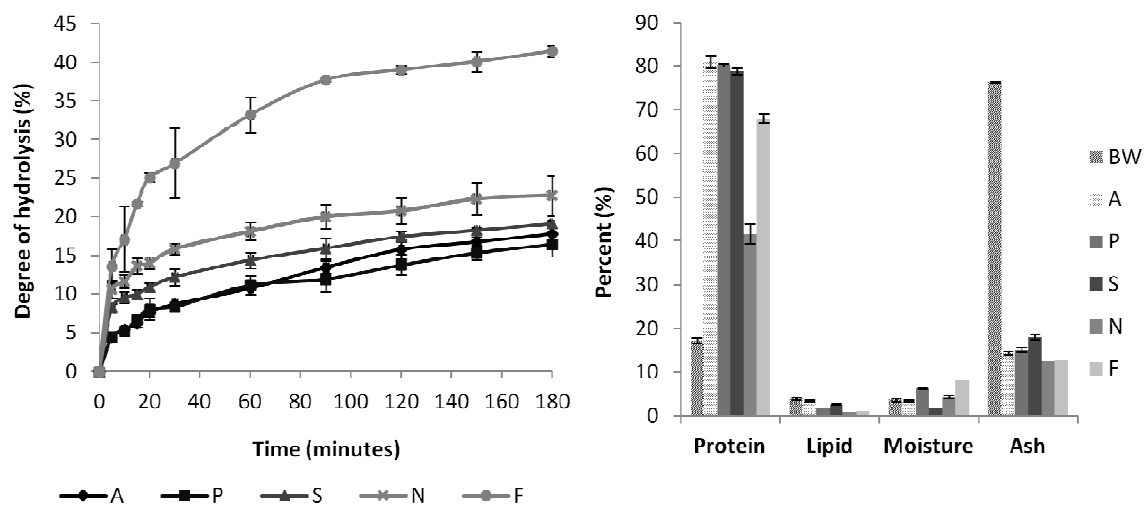 45
40
35
30
25
20
15
10
5
0
Degree of hydrolysis (%)
0 20 40 60 80 100 120 140 160 180
Time (minutes)
A P S N F
90
80
70
60
50
40
30
20
10
0
Percent (%)
Protein Lipid Moisture Ash
BW
A
P
S
N
F